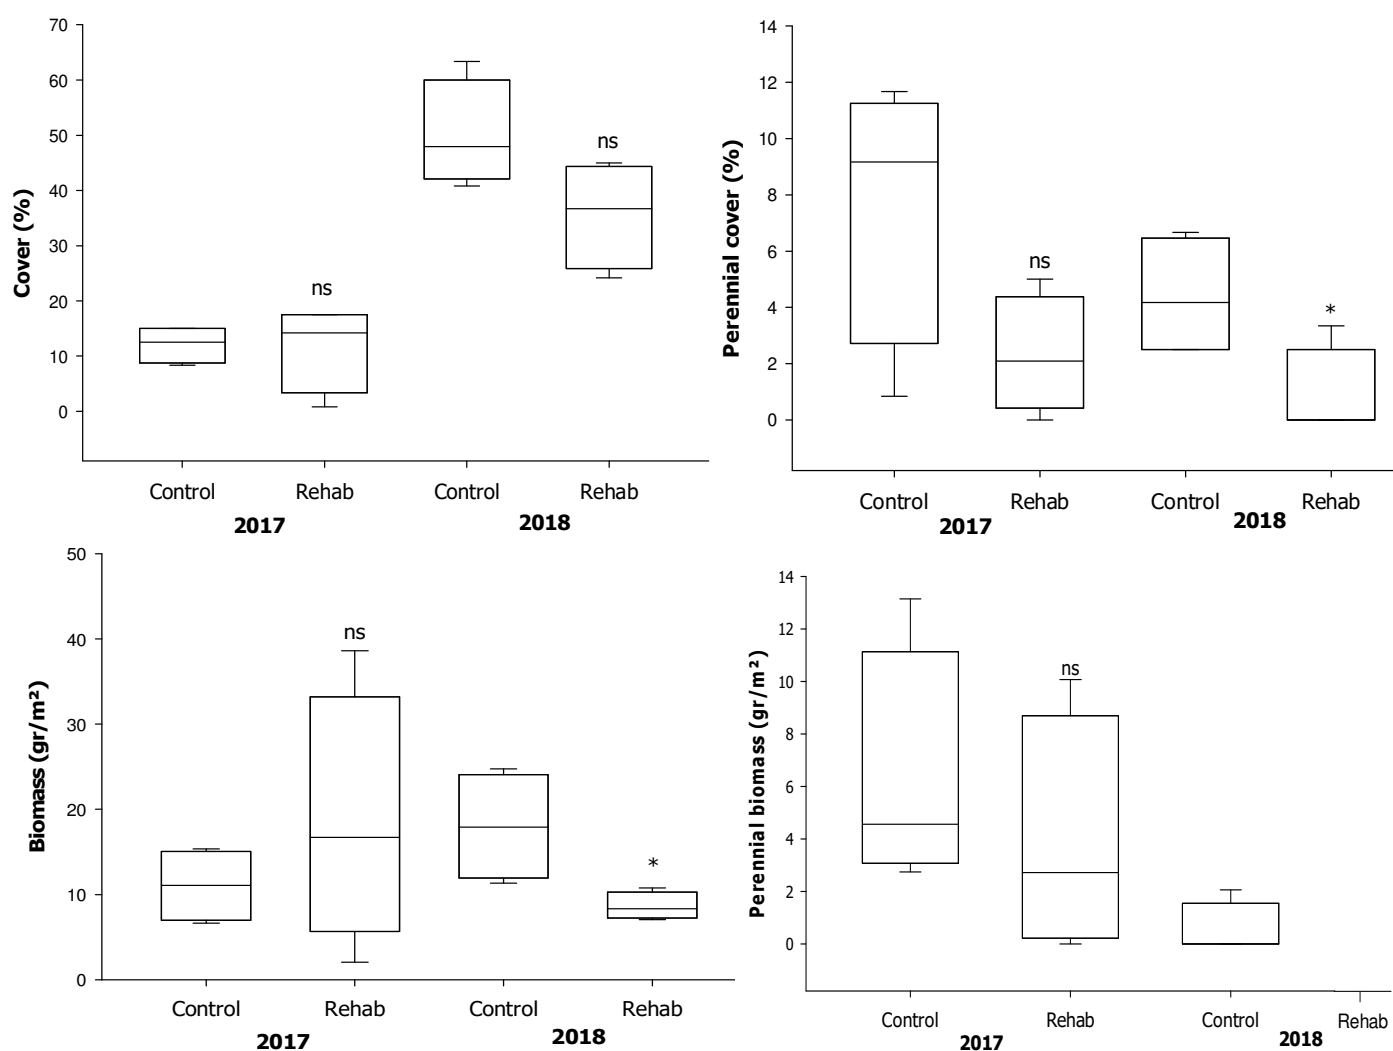 70
60
50
40
30
20
10
0
Cover (%)
ns
ns
Control
Rehab
Control
Rehab
2017
2018
14
12
10
8
6
4
2
0
Perennial cover (%)
ns
*
Control
Rehab
Control
Rehab
2017
2018
50
40
30
20
10
0
Biomass (gr/m²)
ns
*
Control
Rehab
Control
Rehab
2017
2018
14
12
10
8
6
4
2
0
Perennial biomass (gr/m²)
ns
Control
Rehab
Control
Rehab
2017
2018